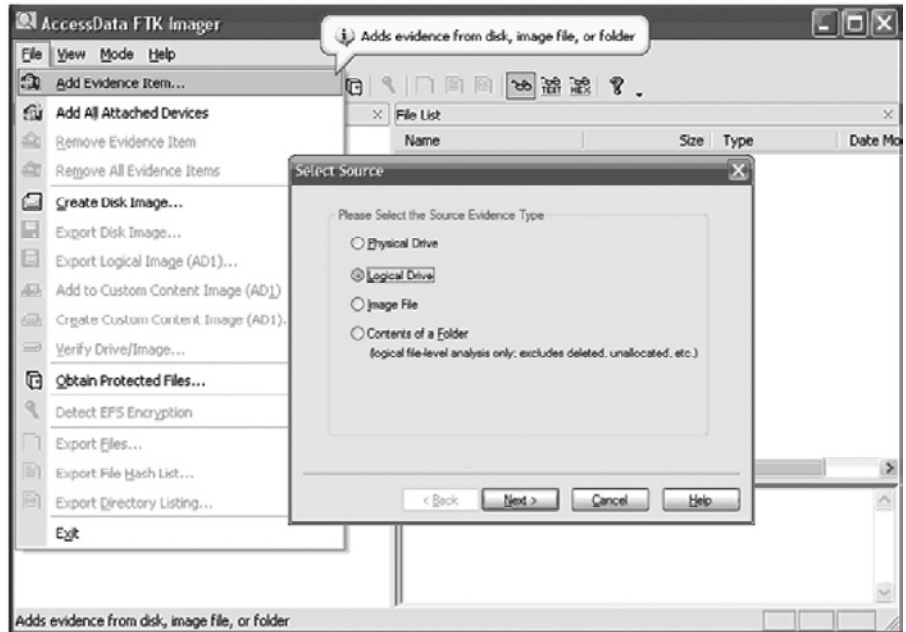 AccessData FTK Imager
Adds evidence from disk, image file, or folder
File View Mode Help
Add Evidence Item...
Add All Attached Devices
Remove Evidence Item
Remove All Evidence Items
Create Disk Image...
Export Disk Image...
Export Logical Image (AD1)...
Add to Custom Content Image (AD1)
Create Custom Content Image (AD1).
Verify Drive/Image...
Obtain Protected Files...
Detect EFS Encryption
Export Files...
Export File Hash List...
Export Directory Listing...
Exit
TEXT HEX ?
File List
Name Size Type Date Mo
Select Source
Please Select the Source Evidence Type
Physical Drive
Logical Drive
Image File
Contents of a Folder
(logical file-level analysis only; excludes deleted, unallocated, etc.)
< Back Next > Cancel Help
Adds evidence from disk, image file, or folder